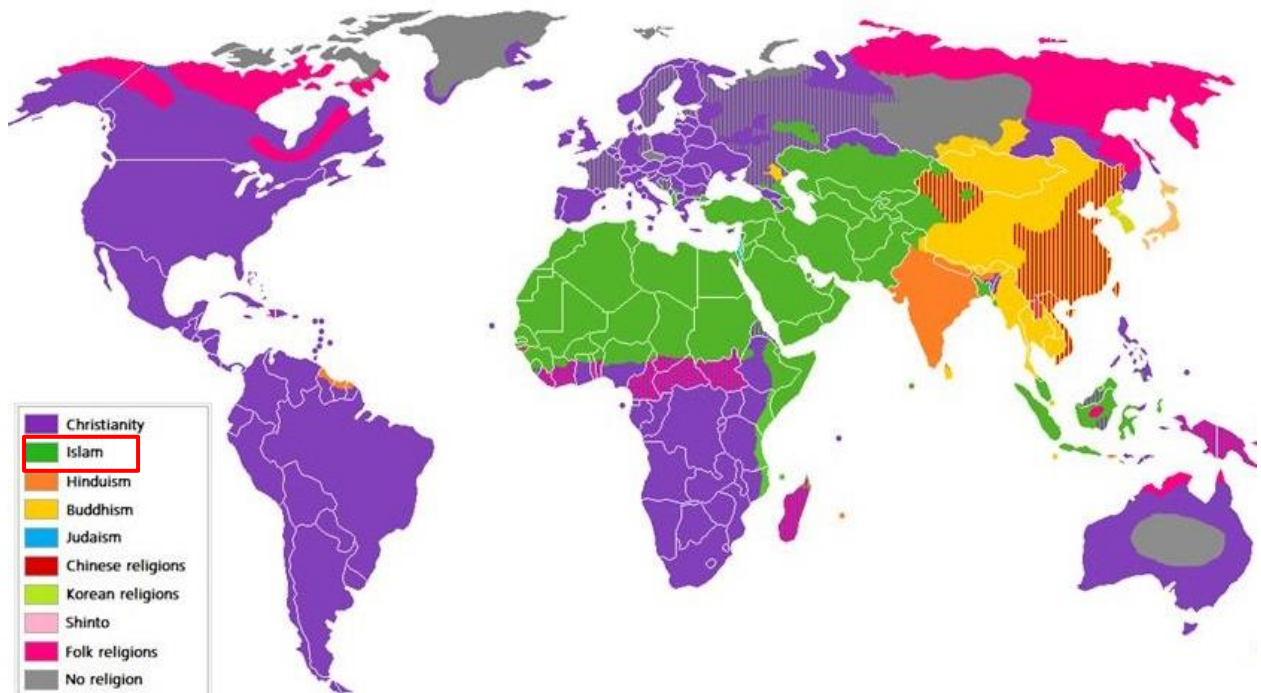 Christianity
Islam
Hinduism
Buddhism
Judaism
Chinese religions
Korean religions
Shinto
Folk religions
No religion